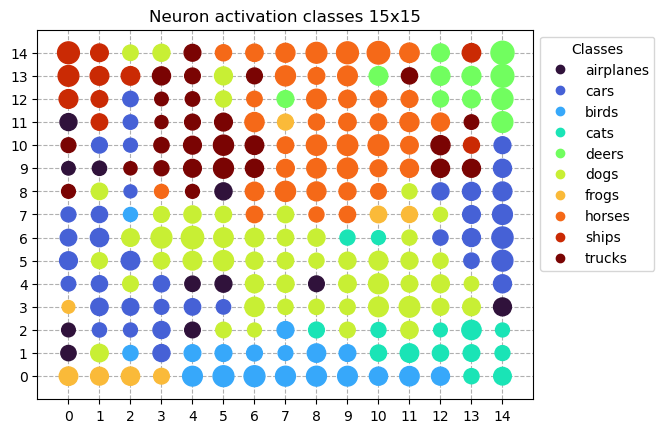 Neuron activation classes 15x15
Classes
airplanes
cars
birds
cats
deers
dogs
frogs
horses
ships
trucks
14
13
12
11
10
9
8
7
6
5
4
3
2
1
0
0 1 2 3 4 5 6 7 8 9 10 11 12 13 14